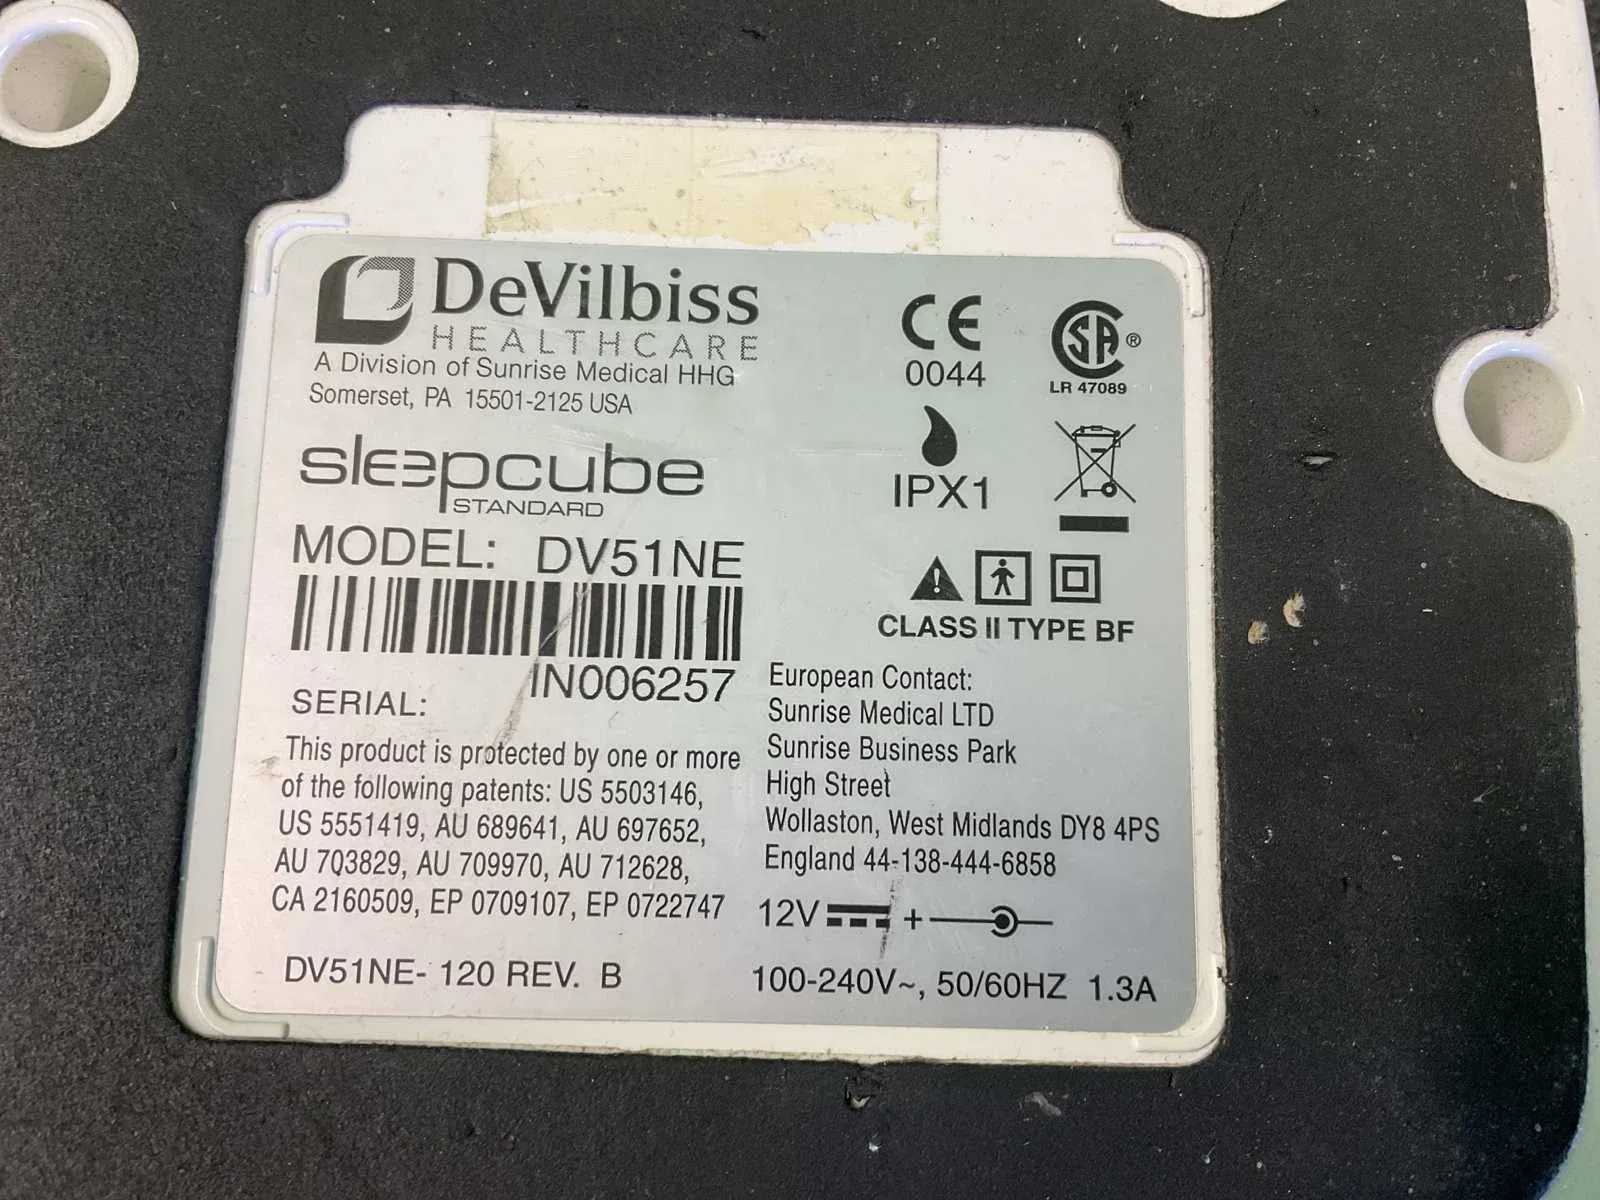 DeVilbiss
HEALTHCARE
A Division of Sunrise Medical HHG
Somerset, PA 15501-2125 USA
sleepcube
STANDARD
MODEL: DV51NE
IN006257
SERIAL:
This product is protected by one or more
of the following patents: US 5503146,
US 5551419, AU 689641, AU 697652,
AU 703829, AU 709970, AU 712628,
CA 2160509, EP 0709107, EP 0722747
DV51NE- 120 REV. B
CE
0044
SA®
LR 47089
IPX1
CLASS II TYPE BF
European Contact:
Sunrise Medical LTD
Sunrise Business Park
High Street
Wollaston, West Midlands DY8 4PS
England 44-138-444-6858
12V +
100-240V~, 50/60HZ 1.3A